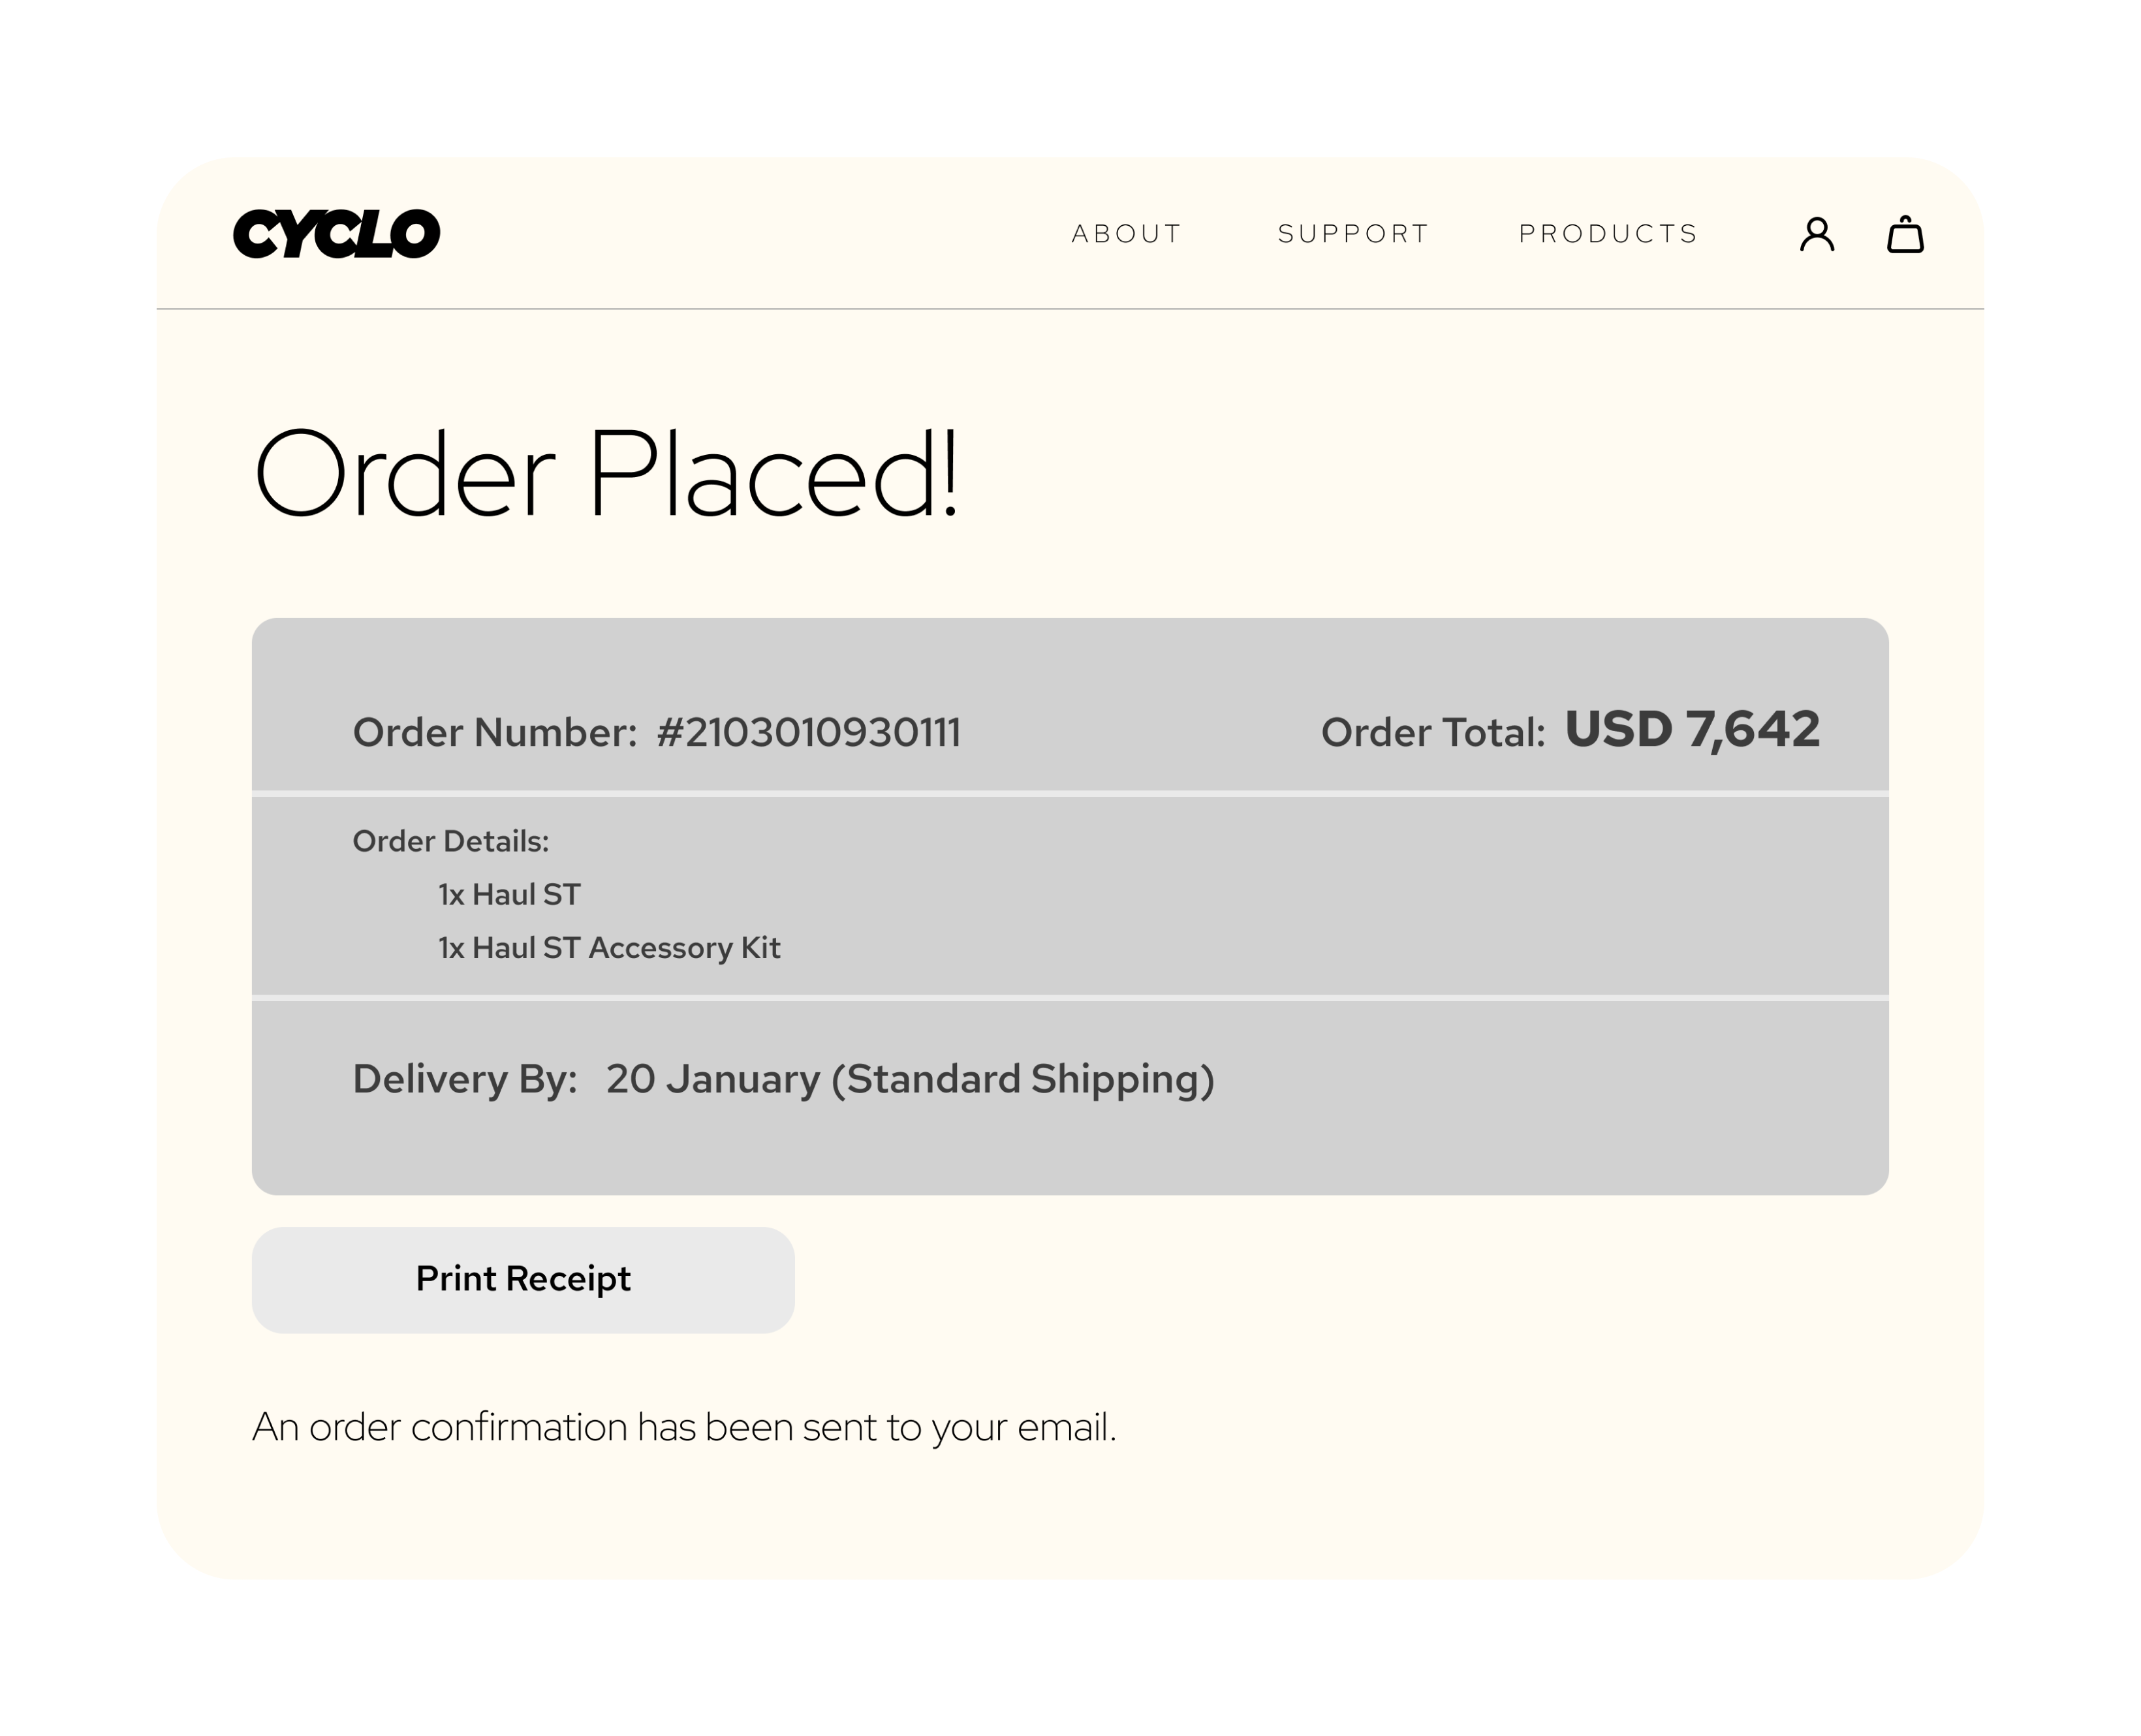 CYCLO
ABOUT SUPPORT PRODUCTS
Order Placed!
Order Number: #2103010930111 Order Total: USD 7,642
Order Details:
1x Haul ST
1x Haul ST Accessory Kit
Delivery By: 20 January (Standard Shipping)
Print Receipt
An order confirmation has been sent to your email.